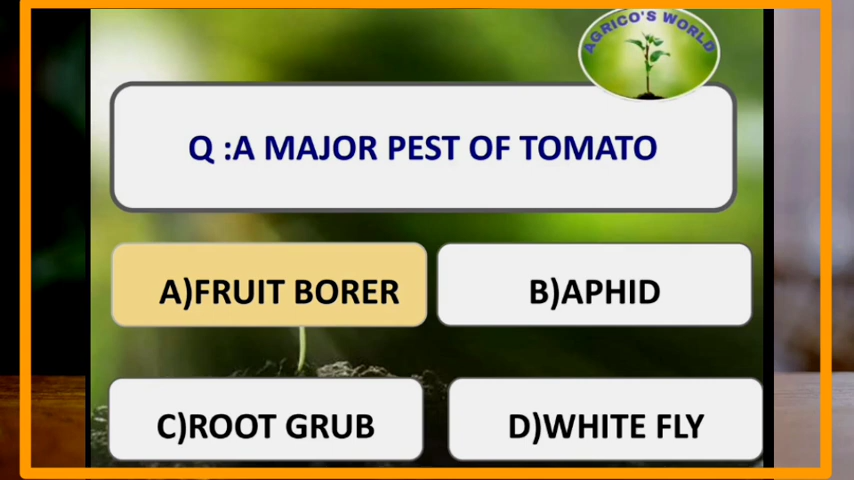 AGRICO'S WORLD
Q :A MAJOR PEST OF TOMATO
A)FRUIT BORER
B)APHID
C)ROOT GRUB
D)WHITE FLY